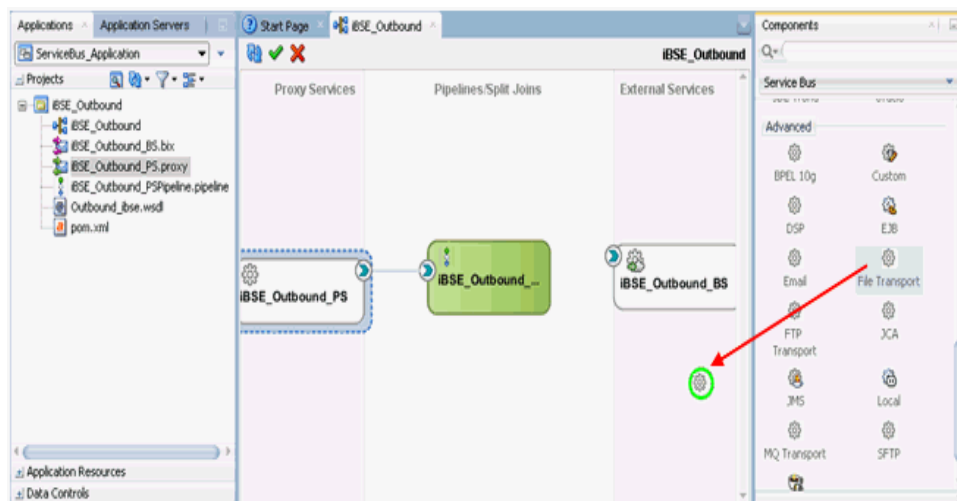 Applications
Application Servers
ServiceBus_Application
Projects
iBSE_Outbound
iBSE_Outbound
iBSE_Outbound_BS.bix
iBSE_Outbound_PS.proxy
iBSE_Outbound_PSPipeline.pipeline
Outbound_ibse.wsdl
pom.xml
Application Resources
Data Controls
Start Page
iBSE_Outbound
iBSE_Outbound
Proxy Services
Pipelines/Split Joins
External Services
iBSE_Outbound_PS
iBSE_Outbound_...
iBSE_Outbound_BS
Components
Service Bus
Advanced
BPEL 10g
Custom
DSP
EJB
Email
File Transport
FTP
Transport
JCA
JMS
Local
MQ Transport
SFTP